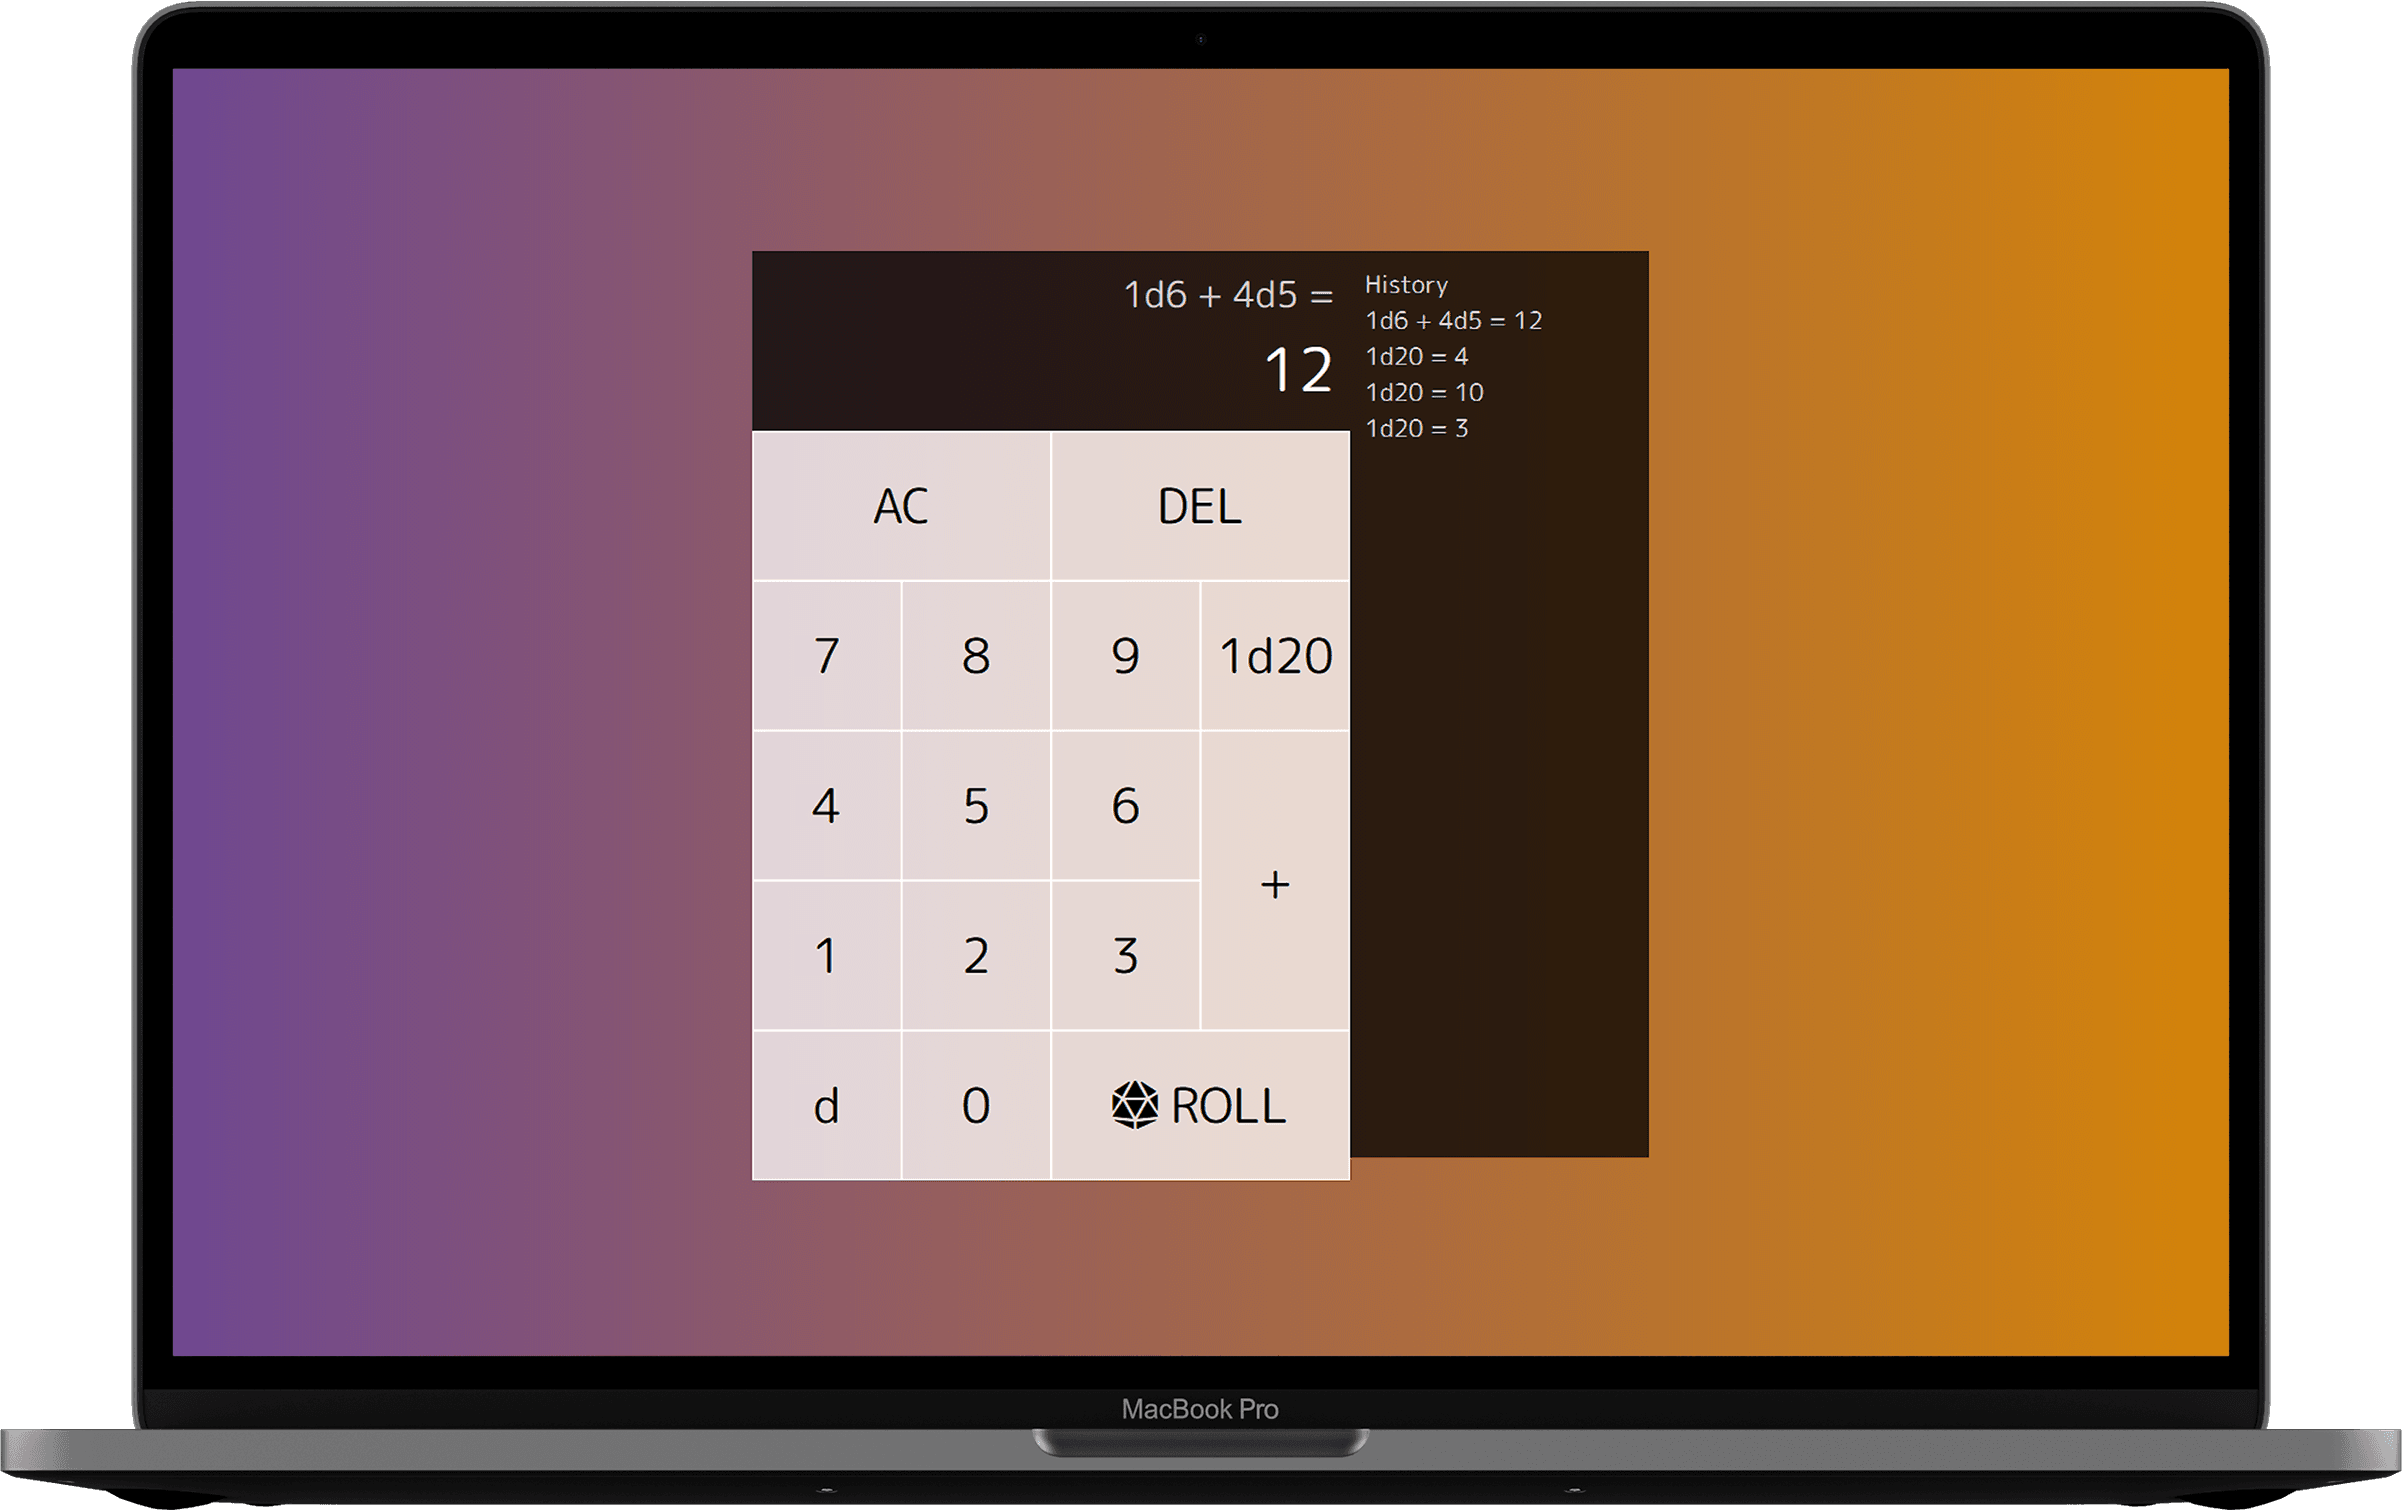 1d6 + 4d5 =
12
History
1d6 + 4d5 = 12
1d20 = 4
1d20 = 10
1d20 = 3
AC DEL
7 8 9 1d20
4 5 6
+
1 2 3
d 0 ROLL
MacBook Pro